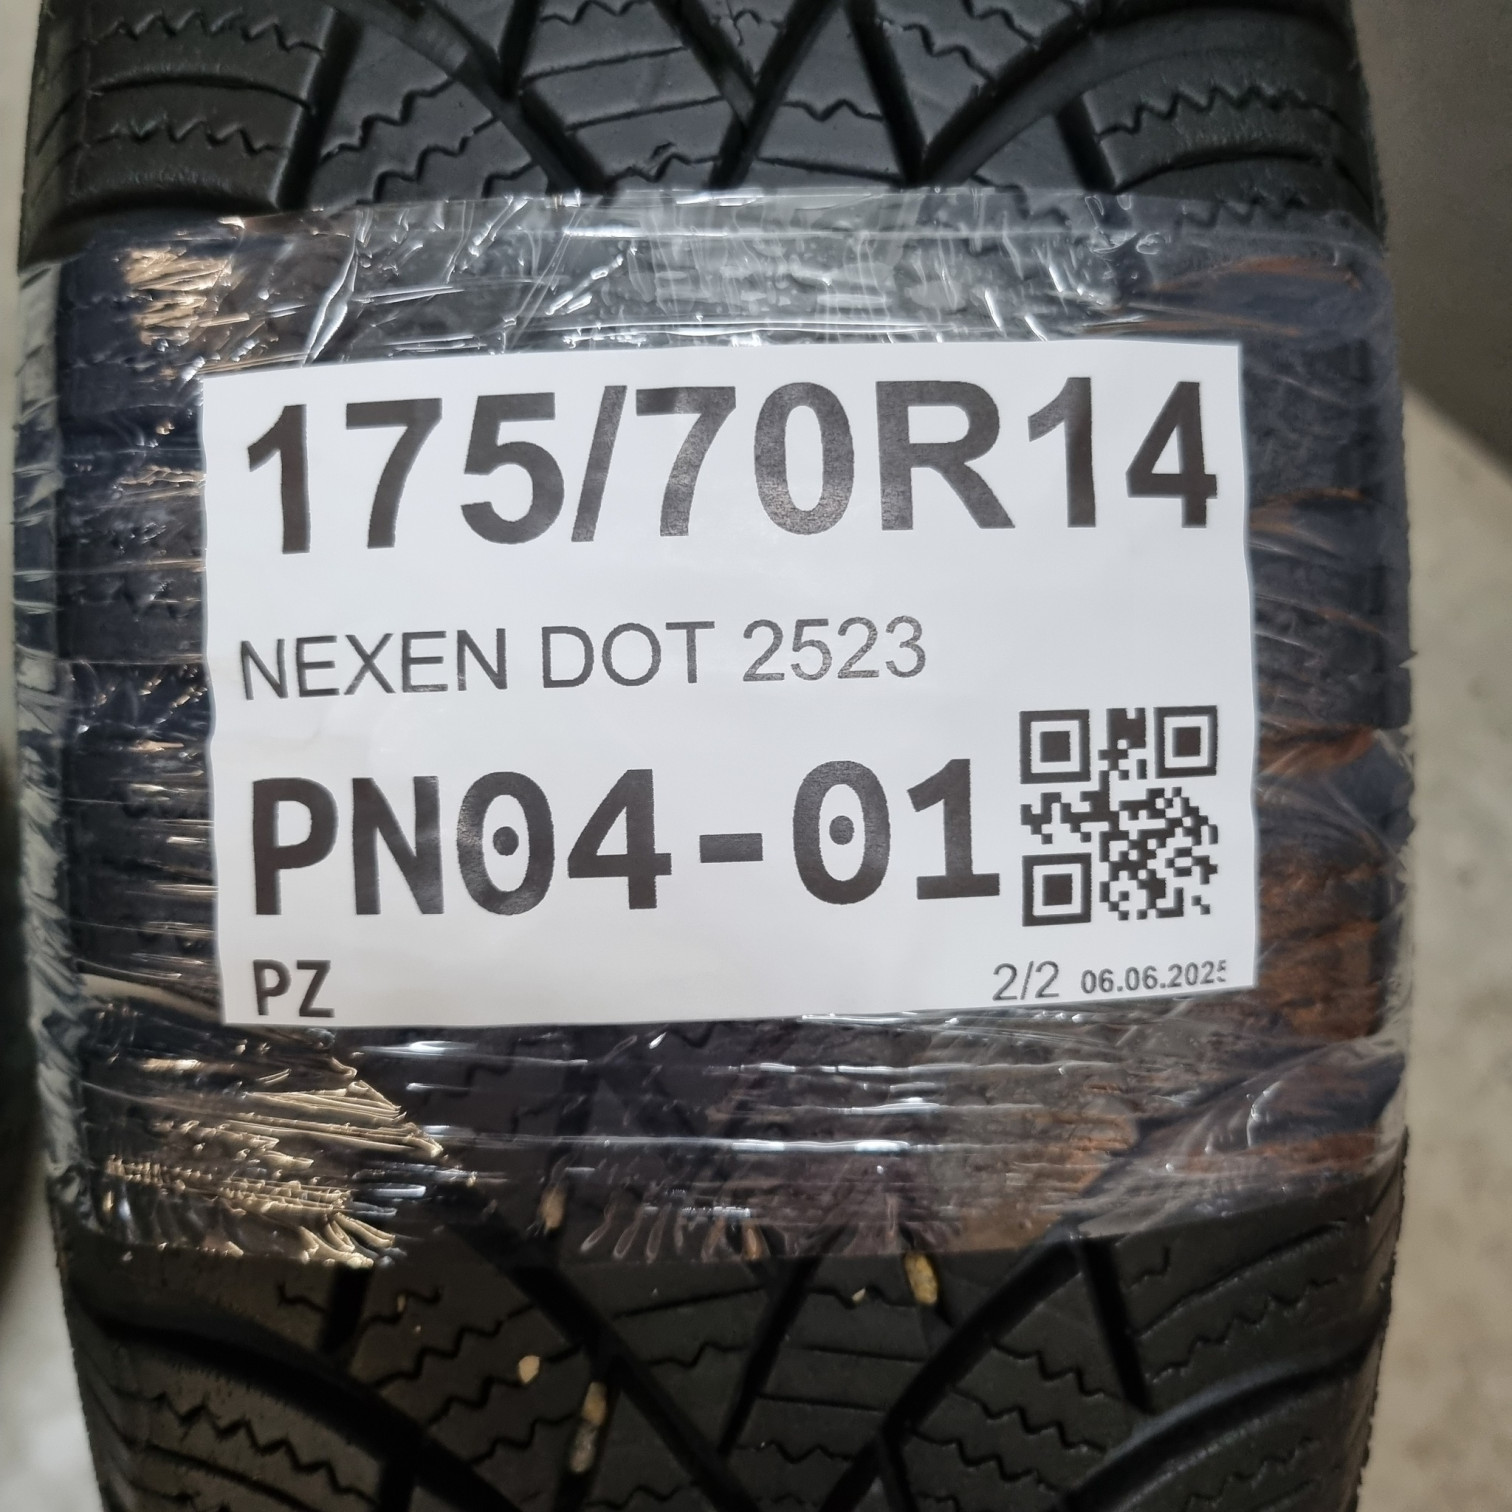 175/70R14
NEXEN DOT 2523
PN04-01
PZ 2/2 06.06.2025